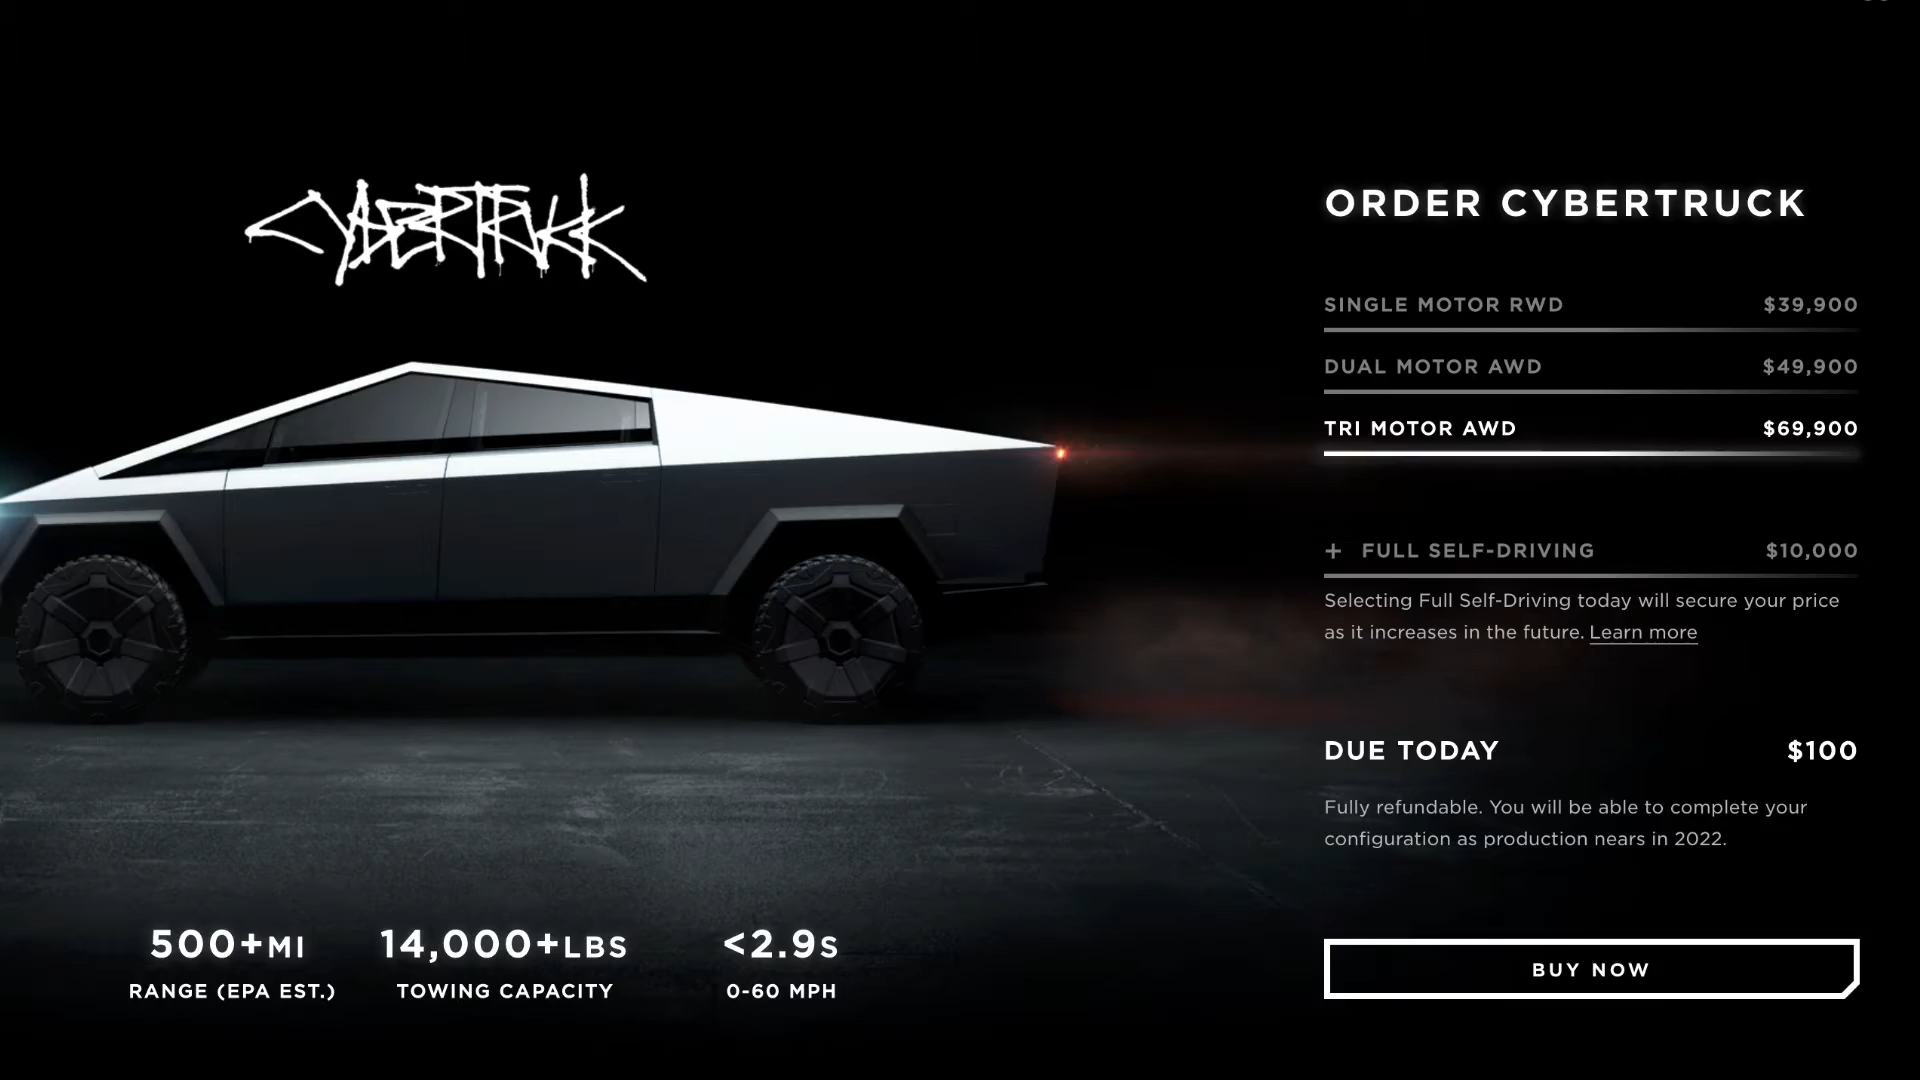 CYBERTRUCK
ORDER CYBERTRUCK
SINGLE MOTOR RWD $39,900
DUAL MOTOR AWD $49,900
TRI MOTOR AWD $69,900
+ FULL SELF-DRIVING $10,000
Selecting Full Self-Driving today will secure your price
as it increases in the future. Learn more
DUE TODAY $100
Fully refundable. You will be able to complete your
configuration as production nears in 2022.
500+MI 14,000+LBS <2.9S
RANGE (EPA EST.) TOWING CAPACITY 0-60 MPH
BUY NOW